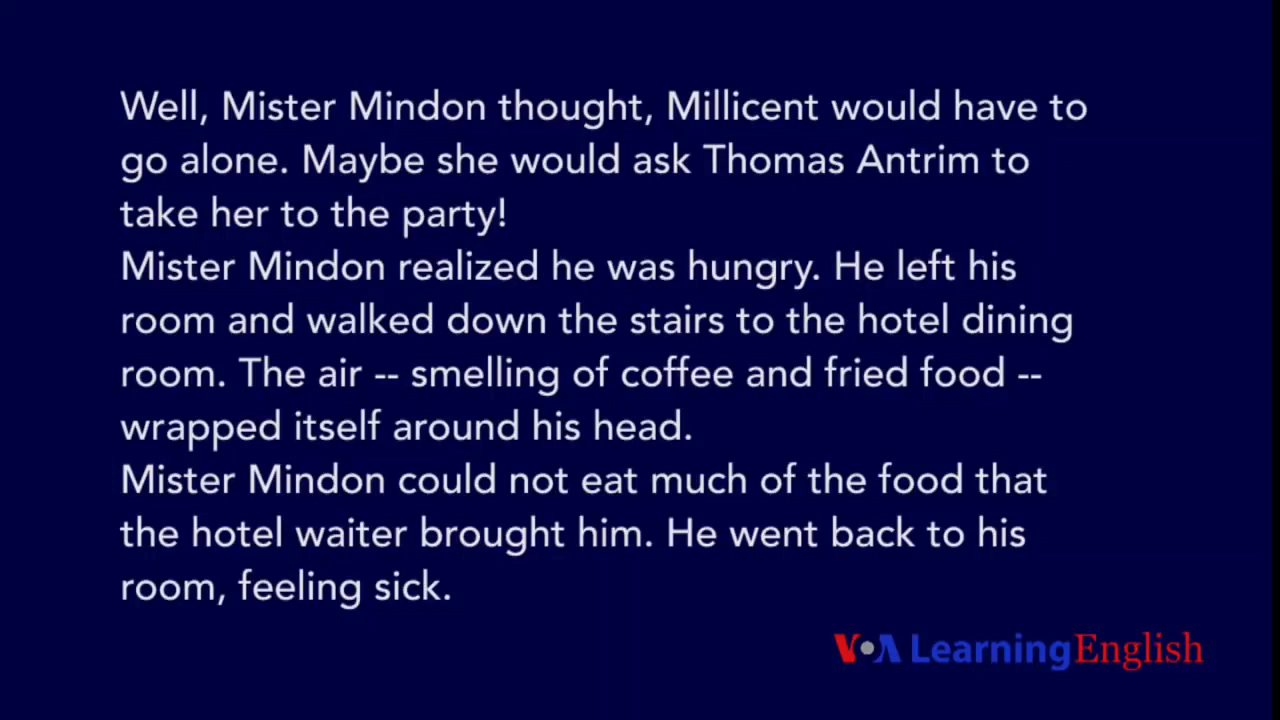 Well, Mister Mindon thought, Millicent would have to
go alone. Maybe she would ask Thomas Antrim to
take her to the party!
Mister Mindon realized he was hungry. He left his
room and walked down the stairs to the hotel dining
room. The air -- smelling of coffee and fried food --
wrapped itself around his head.
Mister Mindon could not eat much of the food that
the hotel waiter brought him. He went back to his
room, feeling sick.
VOA Learning English